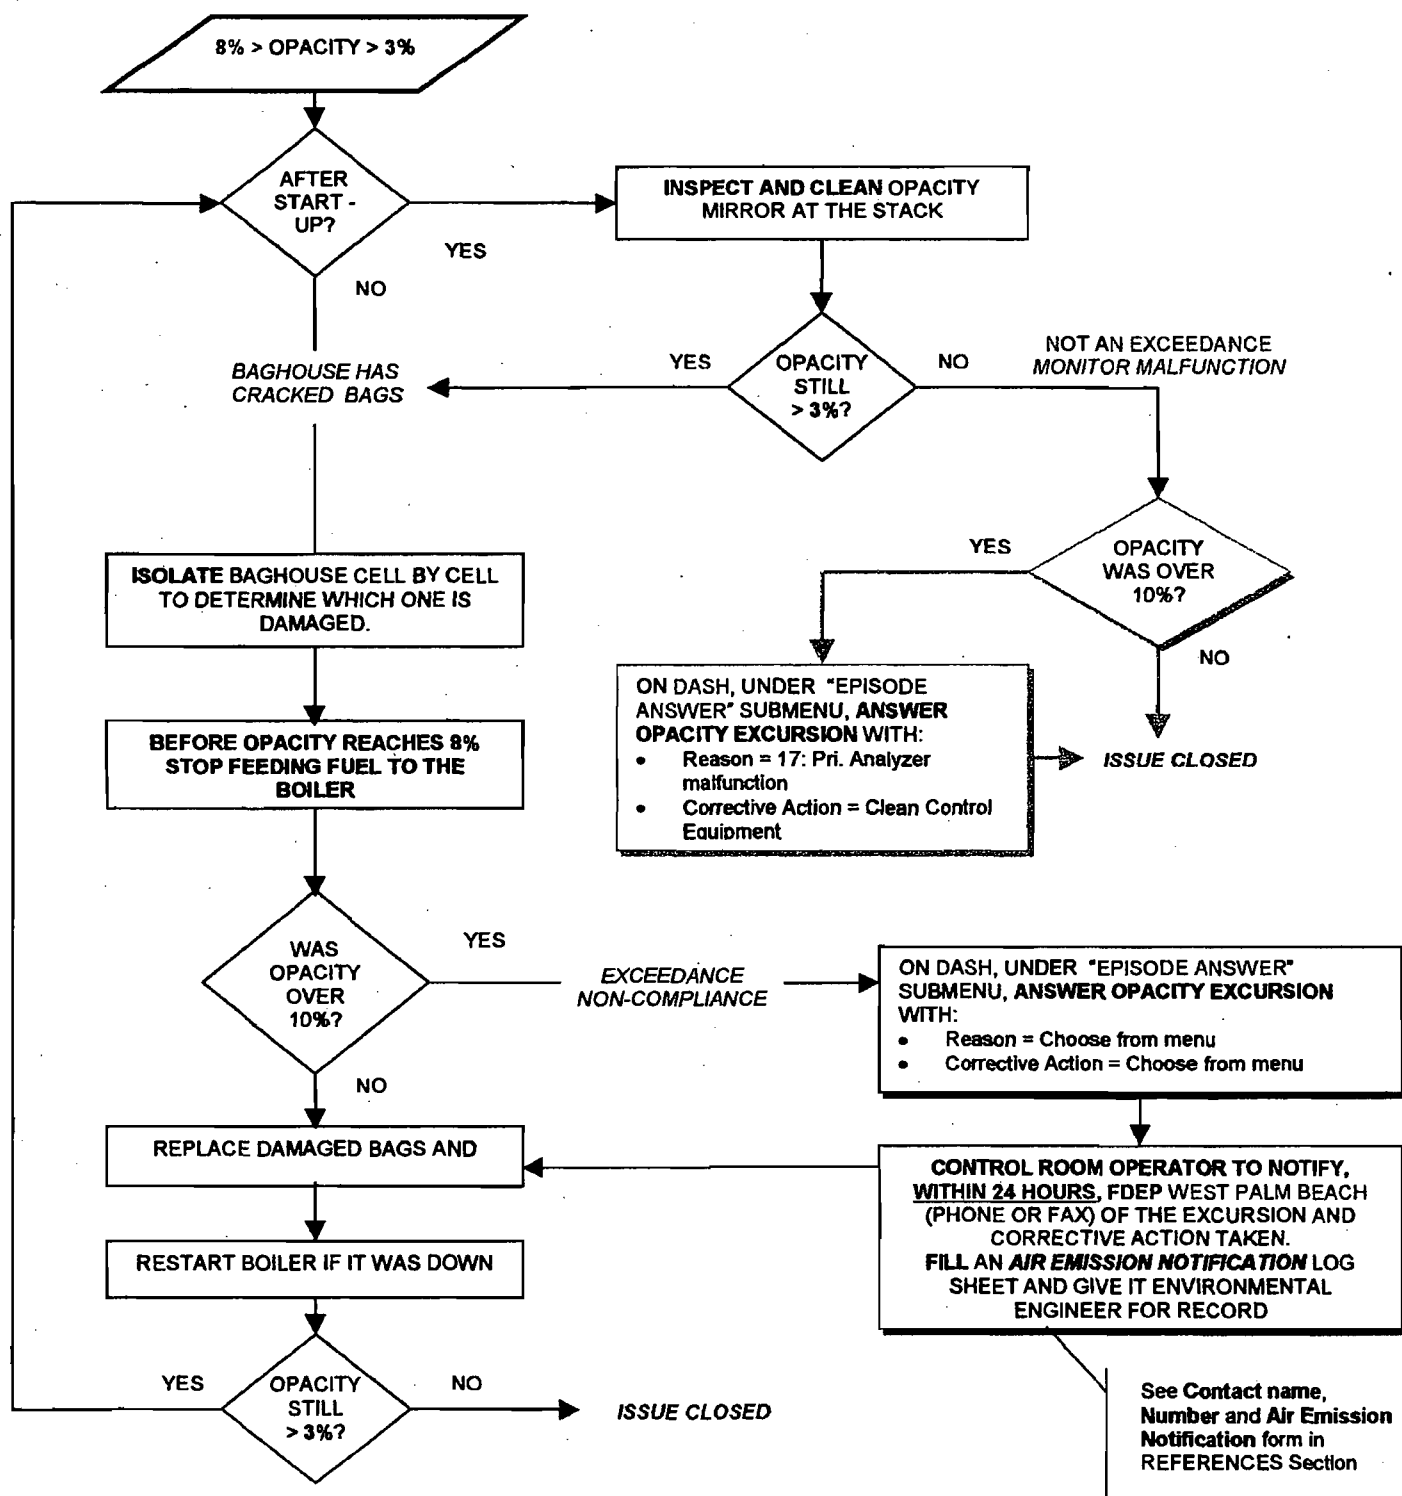 8% > OPACITY > 3%
AFTER
START -
UP?
YES
NO
INSPECT AND CLEAN OPACITY
MIRROR AT THE STACK
BAGHOUSE HAS
CRACKED BAGS
YES
OPACITY
STILL
> 3%?
NO
NOT AN EXCEEDANCE
MONITOR MALFUNCTION
YES
OPACITY
WAS OVER
10%?
NO
ISOLATE BAGHOUSE CELL BY CELL
TO DETERMINE WHICH ONE IS
DAMAGED.
ON DASH, UNDER "EPISODE
ANSWER" SUBMENU, ANSWER
OPACITY EXCURSION WITH:
• Reason = 17: Pri. Analyzer
malfunction
• Corrective Action = Clean Control
Equipment
ISSUE CLOSED
BEFORE OPACITY REACHES 8%
STOP FEEDING FUEL TO THE
BOILER
WAS
OPACITY
OVER
10%?
YES
NO
EXCEEDANCE
NON-COMPLIANCE
ON DASH, UNDER "EPISODE ANSWER"
SUBMENU, ANSWER OPACITY EXCURSION
WITH:
• Reason = Choose from menu
• Corrective Action = Choose from menu
REPLACE DAMAGED BAGS AND
CONTROL ROOM OPERATOR TO NOTIFY,
WITHIN 24 HOURS, FDEP WEST PALM BEACH
(PHONE OR FAX) OF THE EXCURSION AND
CORRECTIVE ACTION TAKEN.
FILL AN AIR EMISSION NOTIFICATION LOG
SHEET AND GIVE IT ENVIRONMENTAL
ENGINEER FOR RECORD
RESTART BOILER IF IT WAS DOWN
YES
OPACITY
STILL
> 3%?
NO
ISSUE CLOSED
See Contact name,
Number and Air Emission
Notification form in
REFERENCES Section